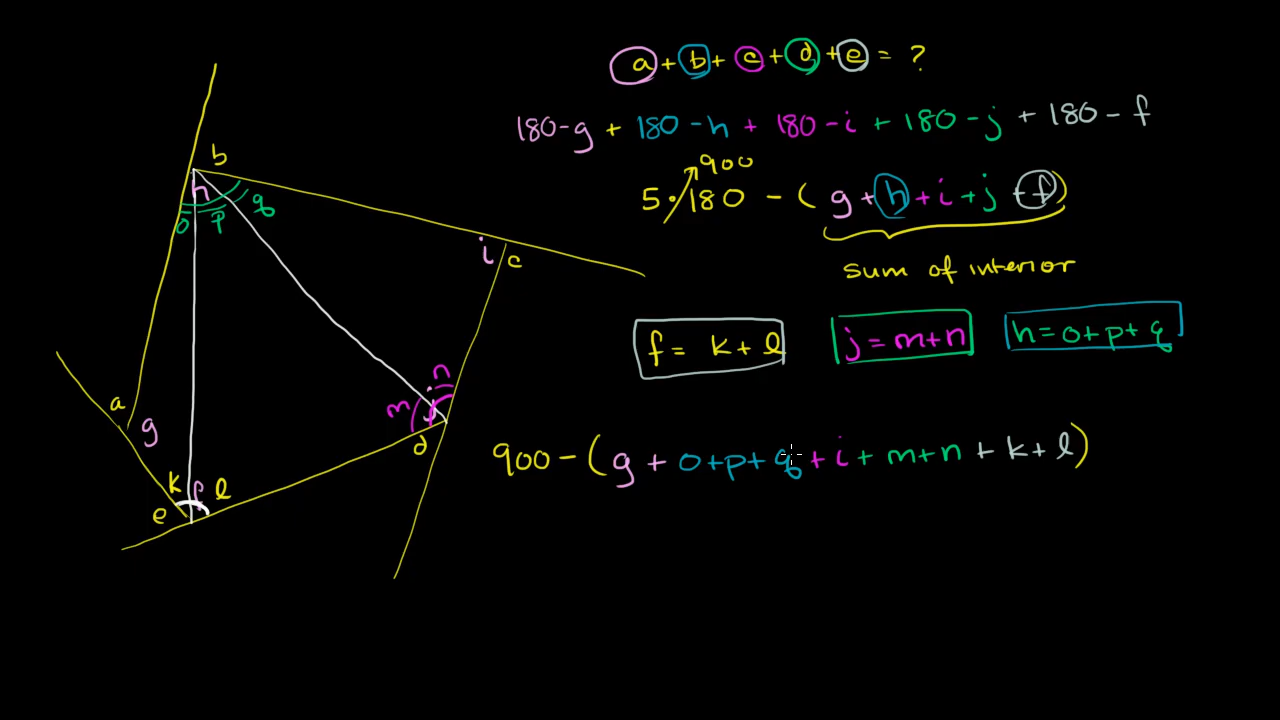 a + b + c + d + e = ?
180-g + 180-h + 180-i + 180-j + 180-f
900
5·180 - (g+h+i+j+f)
sum of interior
f = k + l
j = m+n
h = o+p+q
900 - (g + o+p+q + i + m+n + k+l)
b
h
o
p
q
i
c
a
g
n
m
j
d
k
f
l
e